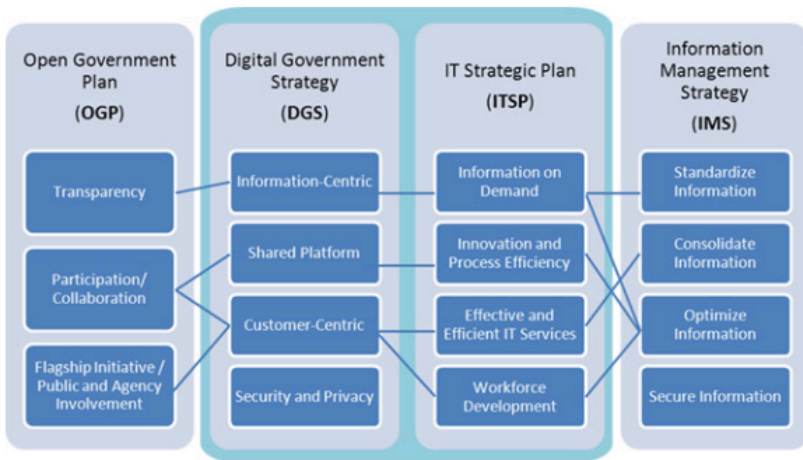 Open Government
Plan
(OGP)
Transparency
Participation/
Collaboration
Flagship Initiative /
Public and Agency
Involvement
Digital Government
Strategy
(DGS)
Information-Centric
Shared Platform
Customer-Centric
Security and Privacy
IT Strategic Plan
(ITSP)
Information on
Demand
Innovation and
Process Efficiency
Effective and
Efficient IT Services
Workforce
Development
Information
Management
Strategy
(IMS)
Standardize
Information
Consolidate
Information
Optimize
Information
Secure Information